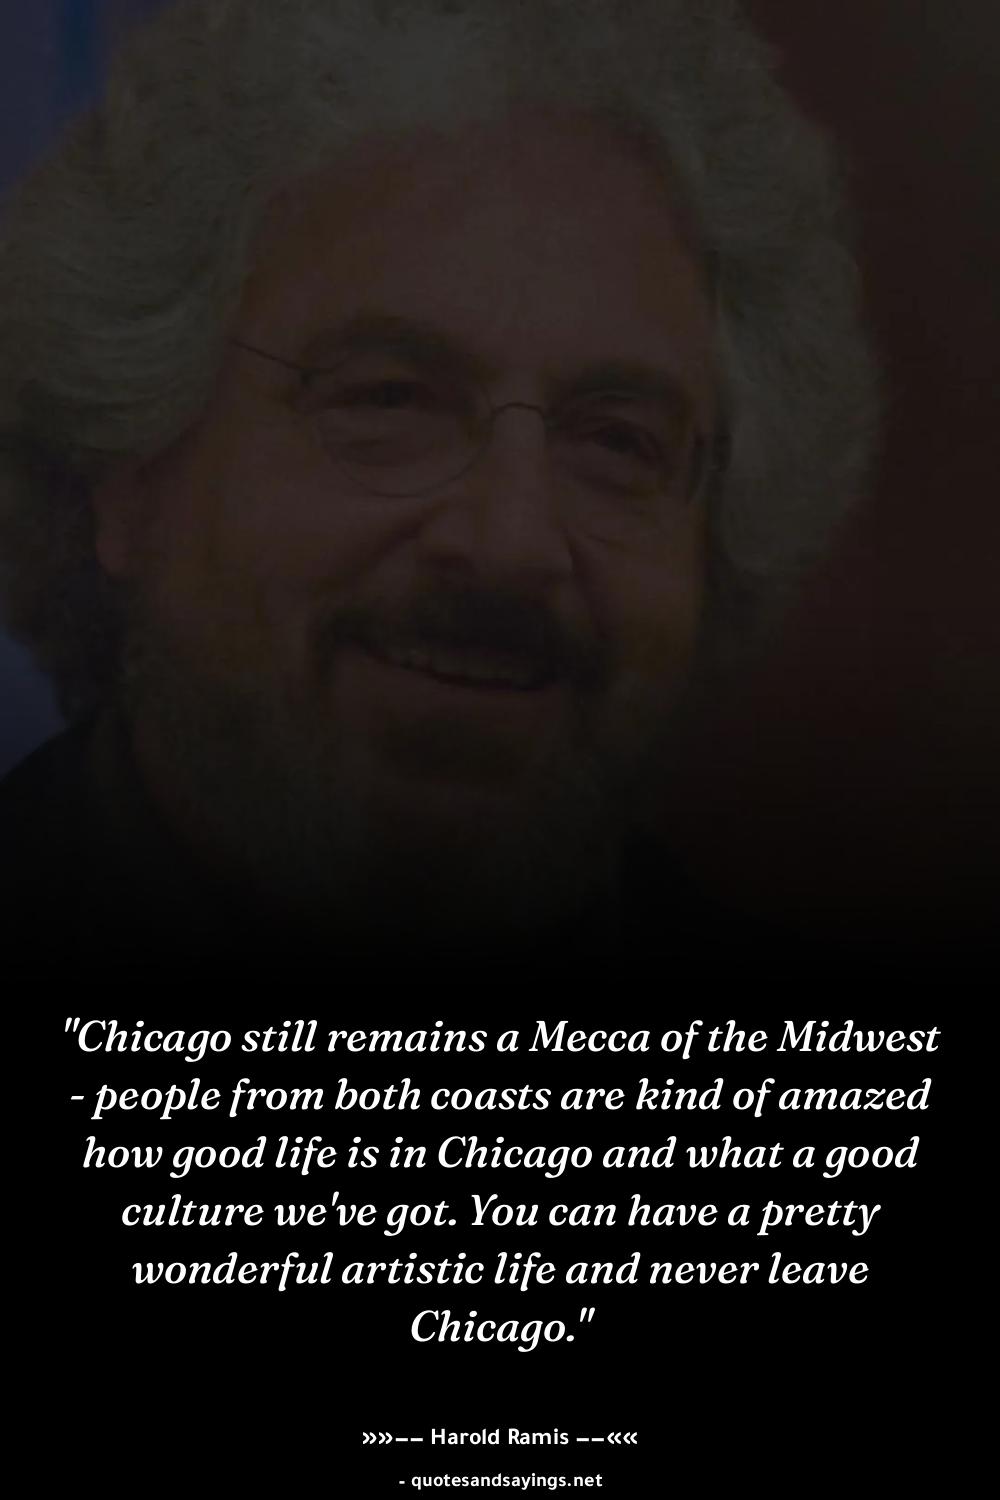 "Chicago still remains a Mecca of the Midwest
- people from both coasts are kind of amazed
how good life is in Chicago and what a good
culture we've got. You can have a pretty
wonderful artistic life and never leave
Chicago."
»»−− Harold Ramis −−««
- quotesandsayings.net